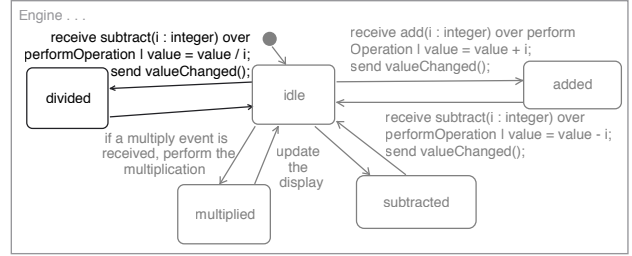 Engine . . .
receive subtract(i : integer) over
performOperation | value = value / i;
send valueChanged();
divided
idle
receive add(i : integer) over perform
Operation | value = value + i;
send valueChanged();
added
receive subtract(i : integer) over
performOperation | value = value - i;
send valueChanged();
if a multiply event is
received, perform the
multiplication
update
the
display
multiplied
subtracted